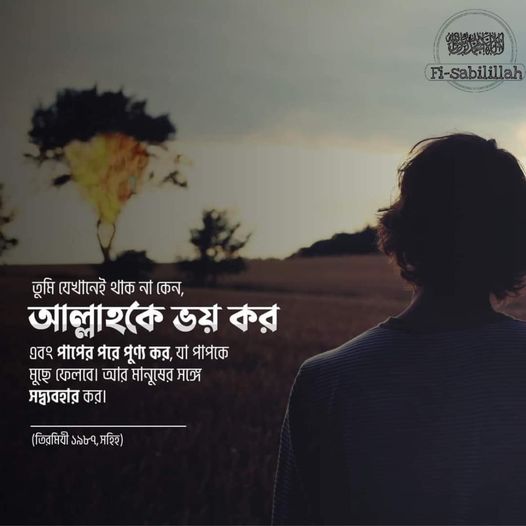 Fi-sabilillah
তুমি যেখানেই থাক না কেন,
আল্লাহকে ভয় কর
এবং পাপের পরে পুণ্য কর, যা পাপকে
মুছে ফেলবে। আর মানুষের সঙ্গে
সদ্ব্যবহার কর।
(তিরমিযী ১৯৮৭, সহিহ)